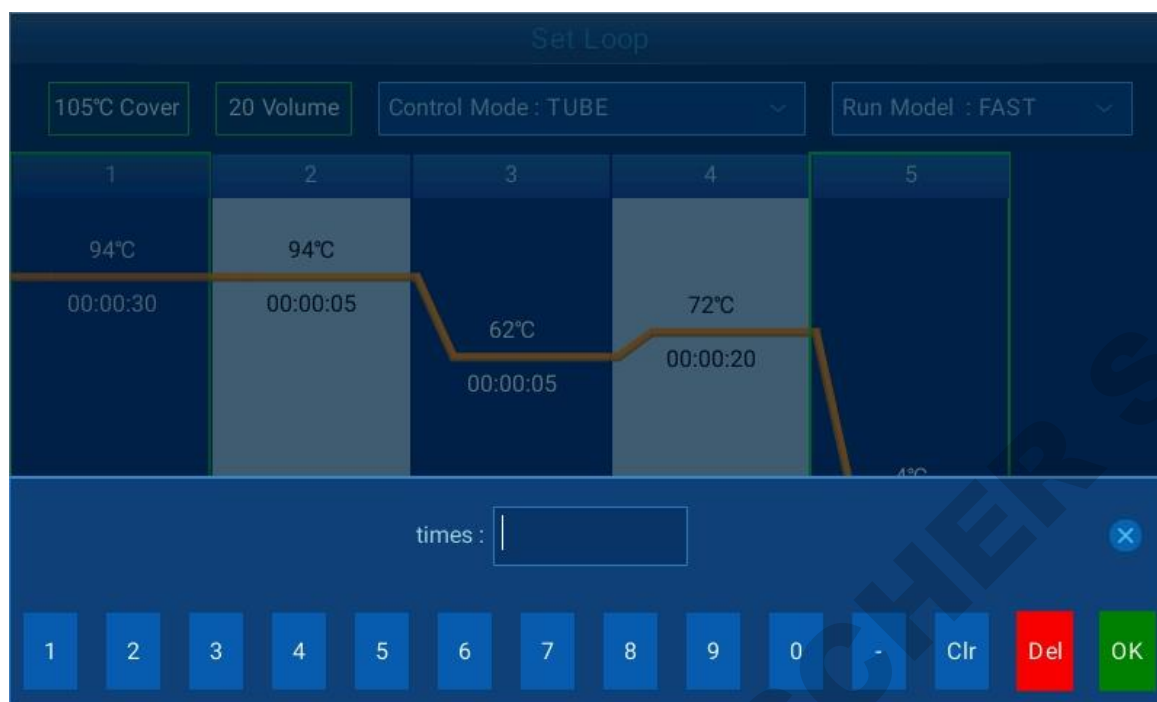 Set Loop
105℃ Cover 20 Volume Control Mode : TUBE Run Model : FAST
1 2 3 4 5
94℃ 94℃
00:00:30 00:00:05 72℃
62℃
00:00:20
00:00:05
4℃
times :
1 2 3 4 5 6 7 8 9 0 - Clr Del OK
CHER S